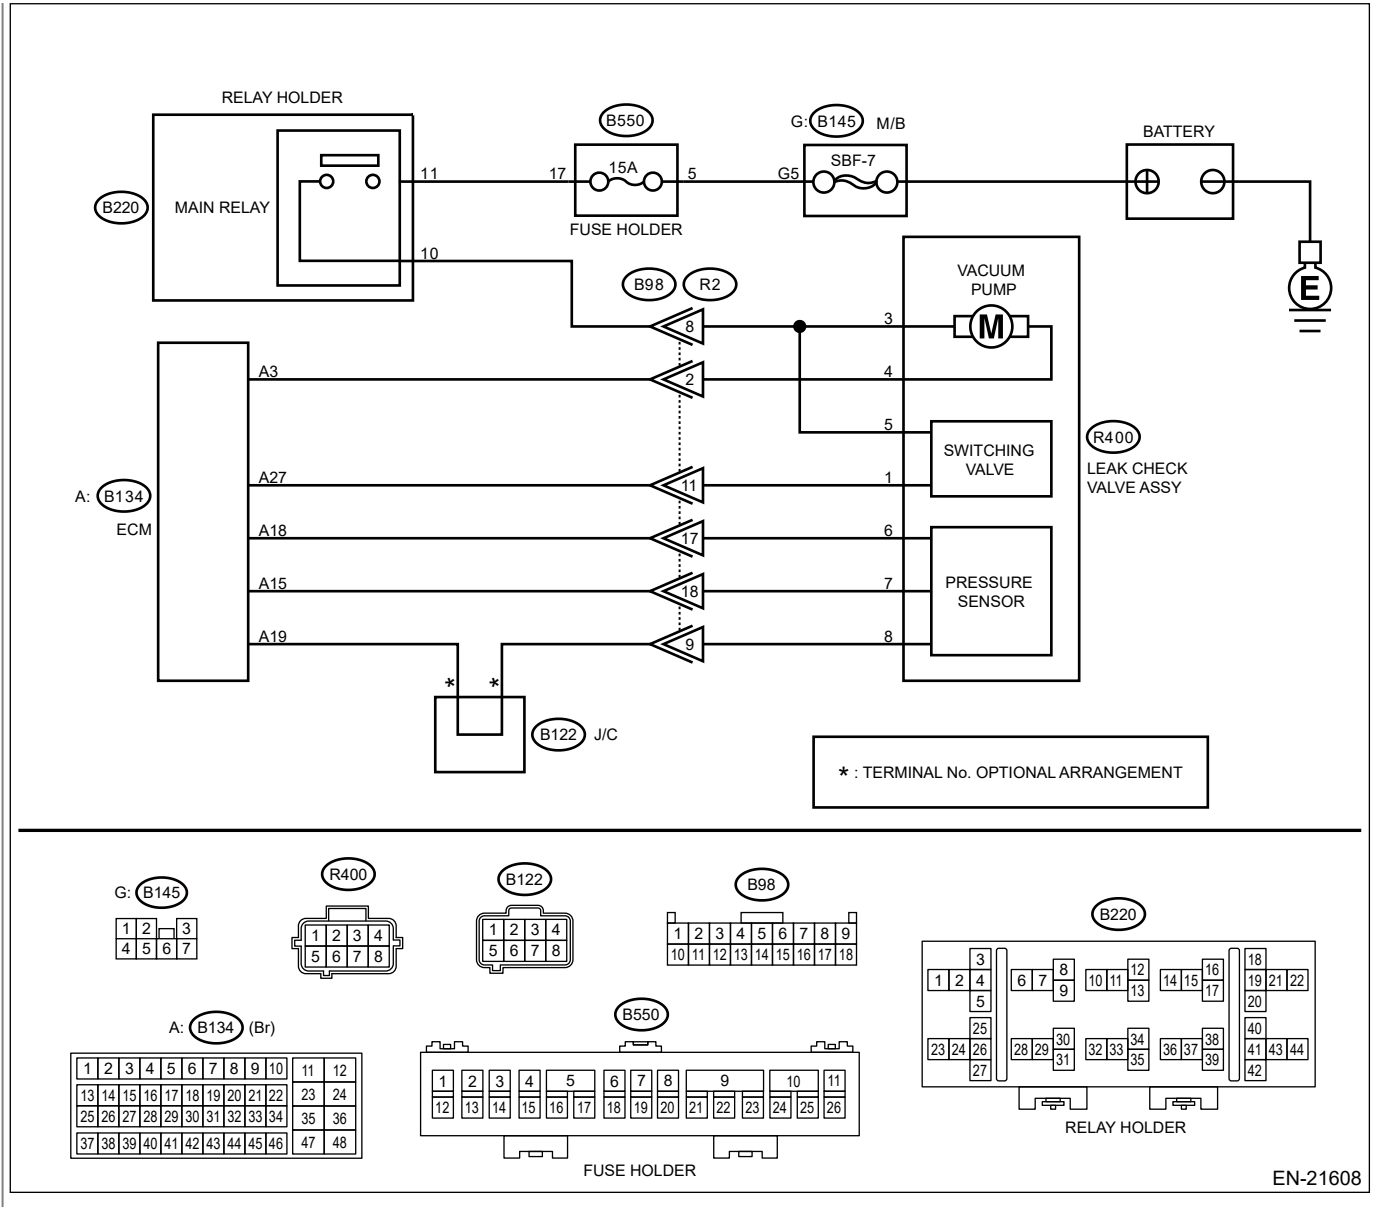 RELAY HOLDER
B550
G: B145 M/B
BATTERY
11 17 15A 5 G5 SBF-7
B220 MAIN RELAY
FUSE HOLDER
10
B98 R2
VACUUM
PUMP
E
8 3 M
A3 2 4
5
SWITCHING
VALVE
R400
LEAK CHECK
VALVE ASSY
A27 11 1
A: B134
ECM
A18 17 6
A15 18 7
PRESSURE
SENSOR
A19 9 8
* *
B122 J/C
* : TERMINAL No. OPTIONAL ARRANGEMENT
G: B145
1 2 3
4 5 6 7
R400
1 2 3 4
5 6 7 8
B122
1 2 3 4
5 6 7 8
B98
1 2 3 4 5 6 7 8 9
10 11 12 13 14 15 16 17 18
B220
3 8 12 16 18
1 2 4 6 7 10 11 14 15 19 21 22
5 9 13 17 20
25 30 34 38 40
23 24 26 28 29 32 33 36 37 41 43 44
27 31 35 39 42
RELAY HOLDER
A: B134 (Br)
1 2 3 4 5 6 7 8 9 10 11 12
13 14 15 16 17 18 19 20 21 22 23 24
25 26 27 28 29 30 31 32 33 34 35 36
37 38 39 40 41 42 43 44 45 46 47 48
B550
1 2 3 4 5 6 7 8 9 10 11
12 13 14 15 16 17 18 19 20 21 22 23 24 25 26
FUSE HOLDER
EN-21608